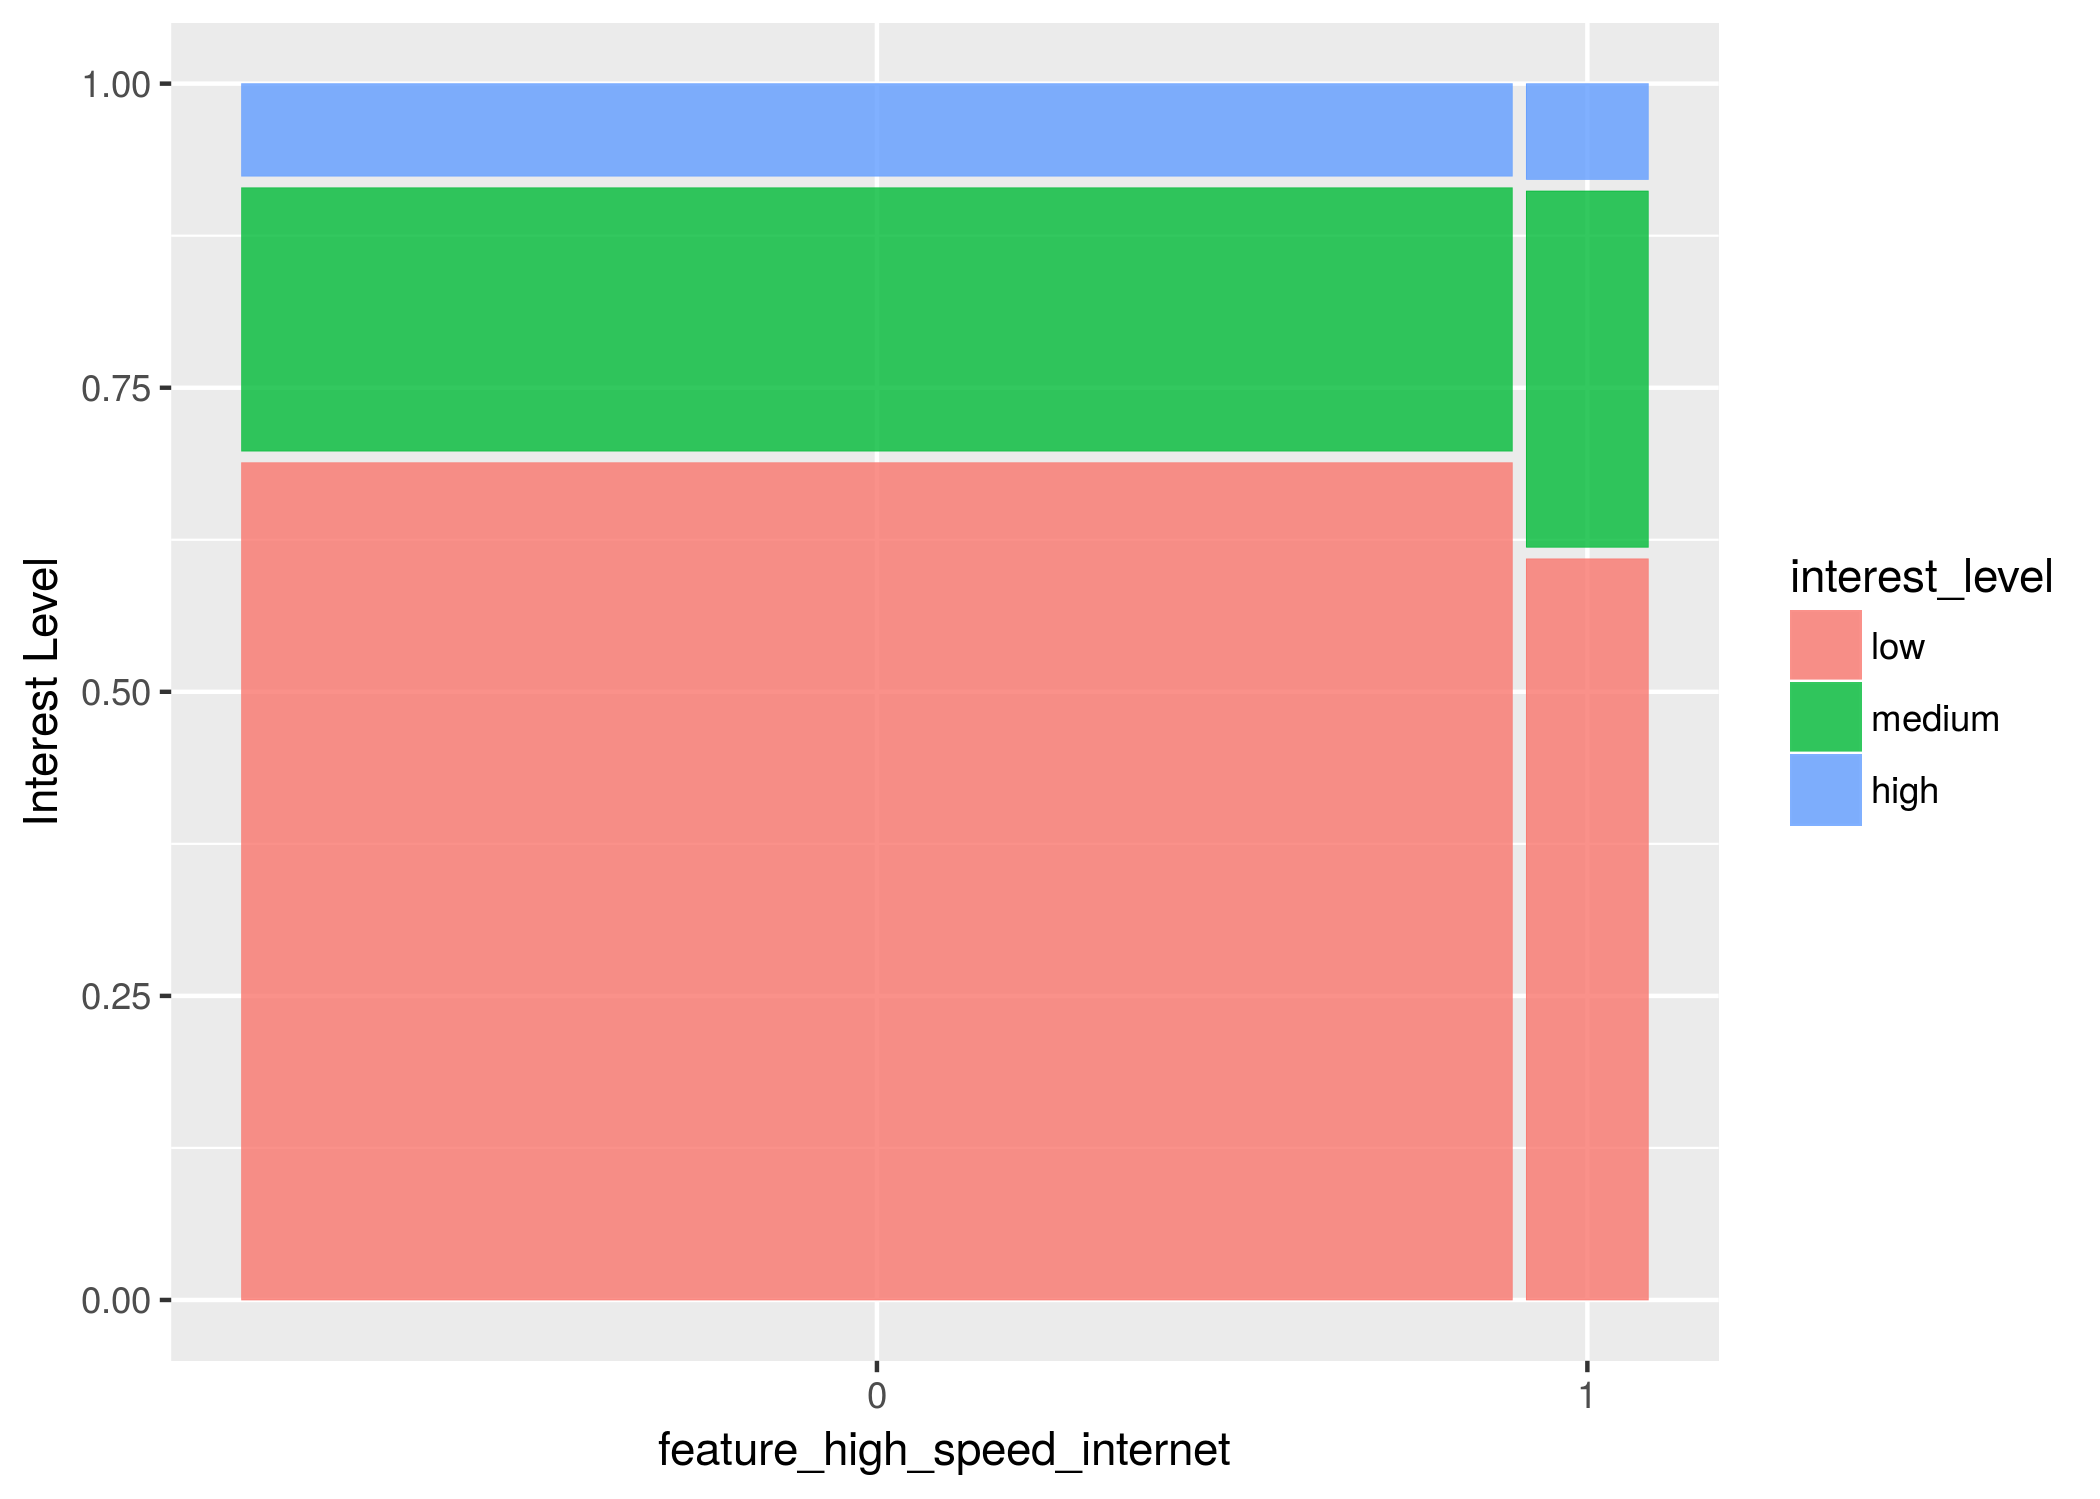 Interest Level
1.00
0.75
0.50
0.25
0.00
0
1
feature_high_speed_internet
interest_level
low
medium
high